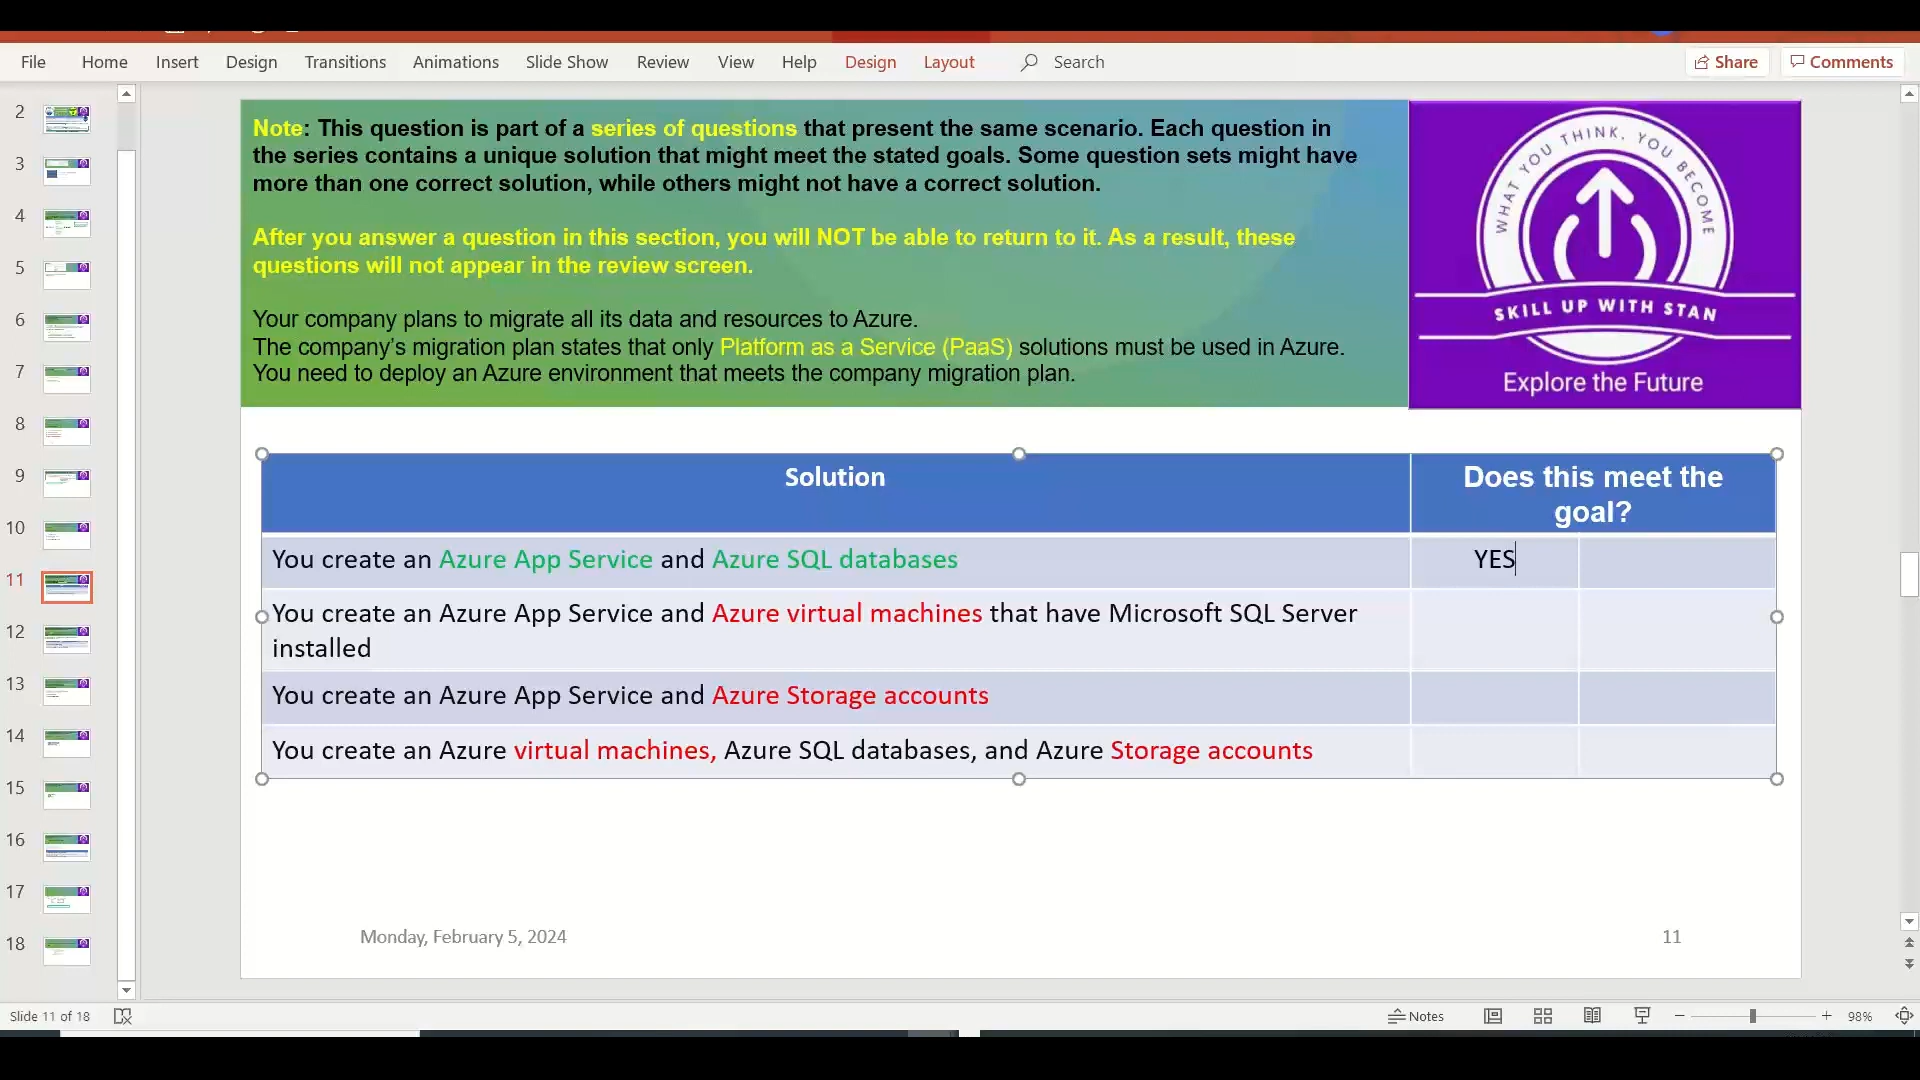 File Home Insert Design Transitions Animations Slide Show Review View Help Design Layout Search Share Comments
Note: This question is part of a series of questions that present the same scenario. Each question in
the series contains a unique solution that might meet the stated goals. Some question sets might have
more than one correct solution, while others might not have a correct solution.
After you answer a question in this section, you will NOT be able to return to it. As a result, these
questions will not appear in the review screen.
Your company plans to migrate all its data and resources to Azure.
The company's migration plan states that only Platform as a Service (PaaS) solutions must be used in Azure.
You need to deploy an Azure environment that meets the company migration plan.
WHAT YOU THINK, YOU BECOME
SKILL UP WITH STAN
Explore the Future
Solution
Does this meet the
goal?
You create an Azure App Service and Azure SQL databases
YES
You create an Azure App Service and Azure virtual machines that have Microsoft SQL Server
installed
You create an Azure App Service and Azure Storage accounts
You create an Azure virtual machines, Azure SQL databases, and Azure Storage accounts
Monday, February 5, 2024
11
2
3
4
5
6
7
8
9
10
11
12
13
14
15
16
17
18
Slide 11 of 18
Notes
98%